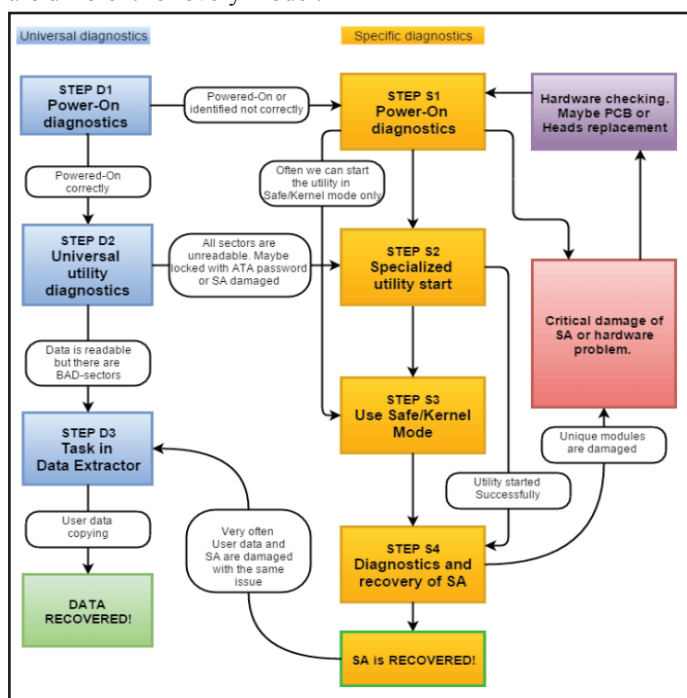 Universal diagnostics
Specific diagnostics
STEP D1
Power-On
diagnostics
Powered-On or
identified not correctly
STEP S1
Power-On
diagnostics
Hardware checking.
Maybe PCB or
Heads replacement
Powered-On
correctly
Often we can start
the utility in
Safe/Kernel mode only
STEP D2
Universal
utility
diagnostics
All sectors are
unreadable. Maybe
locked with ATA password
or SA damaged
STEP S2
Specialized
utility start
Critical damage of
SA or hardware
problem.
Data is readable
but there are
BAD-sectors
STEP S3
Use Safe/Kernel
Mode
STEP D3
Task in
Data Extractor
Unique modules
are damaged
Utility started
Successfully
User data
copying
Very often
User data and
SA are damaged
with the same
issue
STEP S4
Diagnostics and
recovery of SA
DATA
RECOVERED!
SA is RECOVERED!